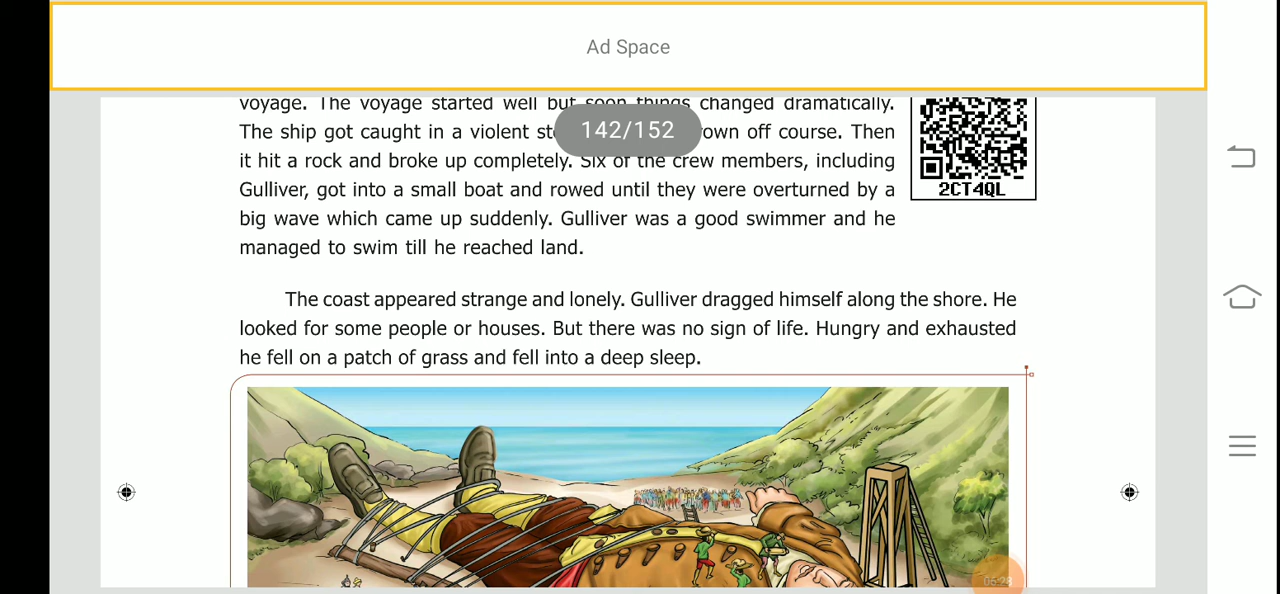 Ad Space
voyage. The voyage started well but soon things changed dramatically.
142/152
The ship got caught in a violent own off course. Then
it hit a rock and broke up completely. Six of the crew members, including
Gulliver, got into a small boat and rowed until they were overturned by a
big wave which came up suddenly. Gulliver was a good swimmer and he
managed to swim till he reached land.
2CT4QL
The coast appeared strange and lonely. Gulliver dragged himself along the shore. He
looked for some people or houses. But there was no sign of life. Hungry and exhausted
he fell on a patch of grass and fell into a deep sleep.
06:28